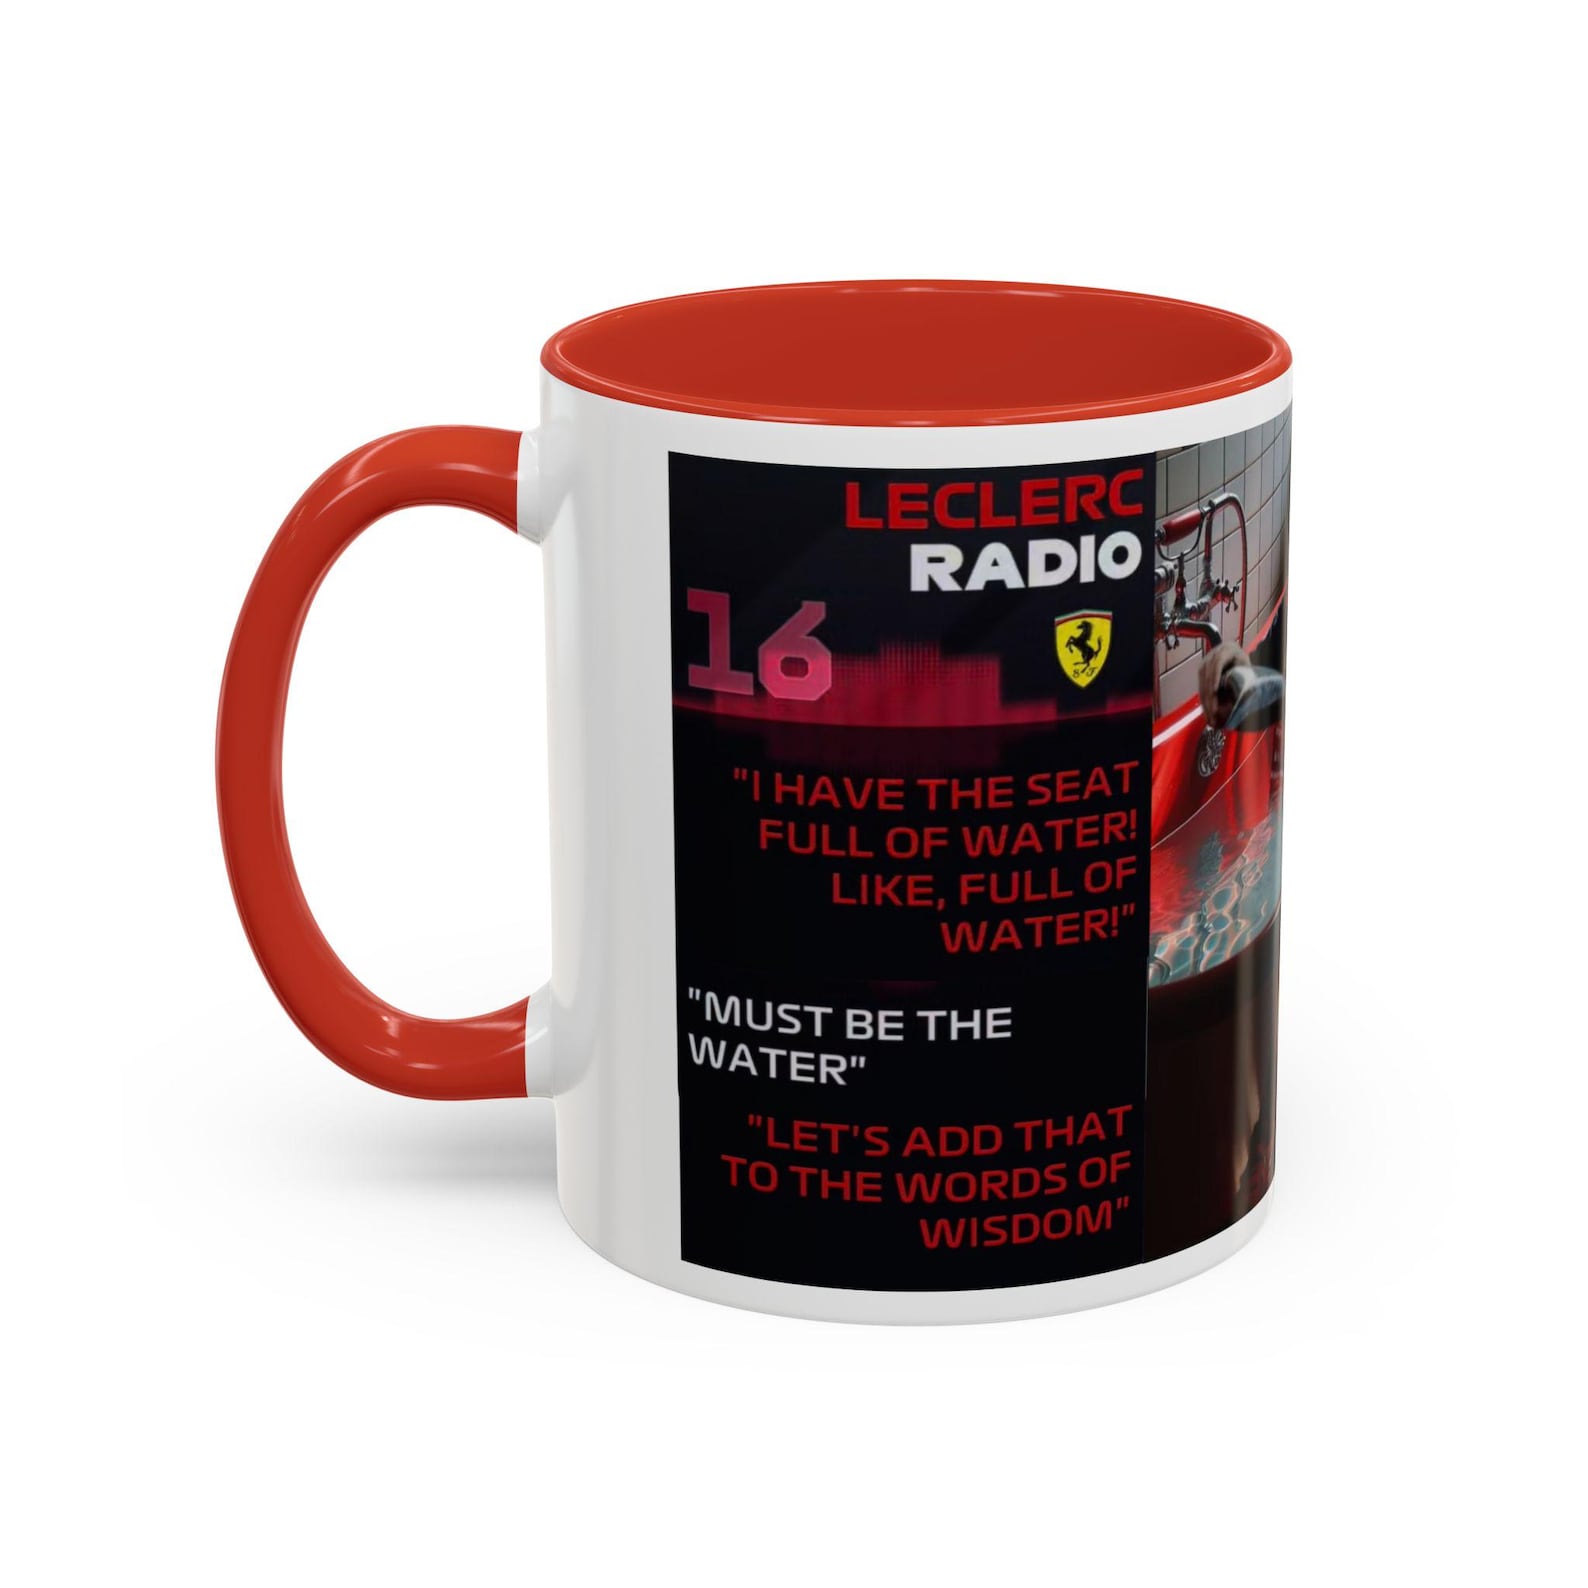 LECLERC
RADIO
16
S F
"I HAVE THE SEAT
FULL OF WATER!
LIKE, FULL OF
WATER!"
"MUST BE THE
WATER"
"LET'S ADD THAT
TO THE WORDS OF
WISDOM"